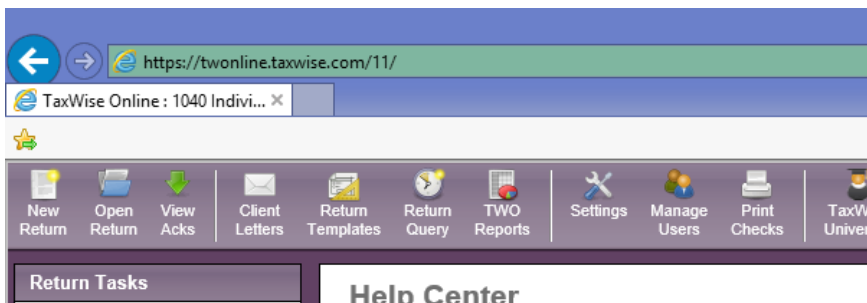 https://twonline.taxwise.com/11/
TaxWise Online : 1040 Indivi...
New Return
Open Return
View Acks
Client Letters
Return Templates
Return Query
TWO Reports
Settings
Manage Users
Print Checks
Return Tasks
Help Center